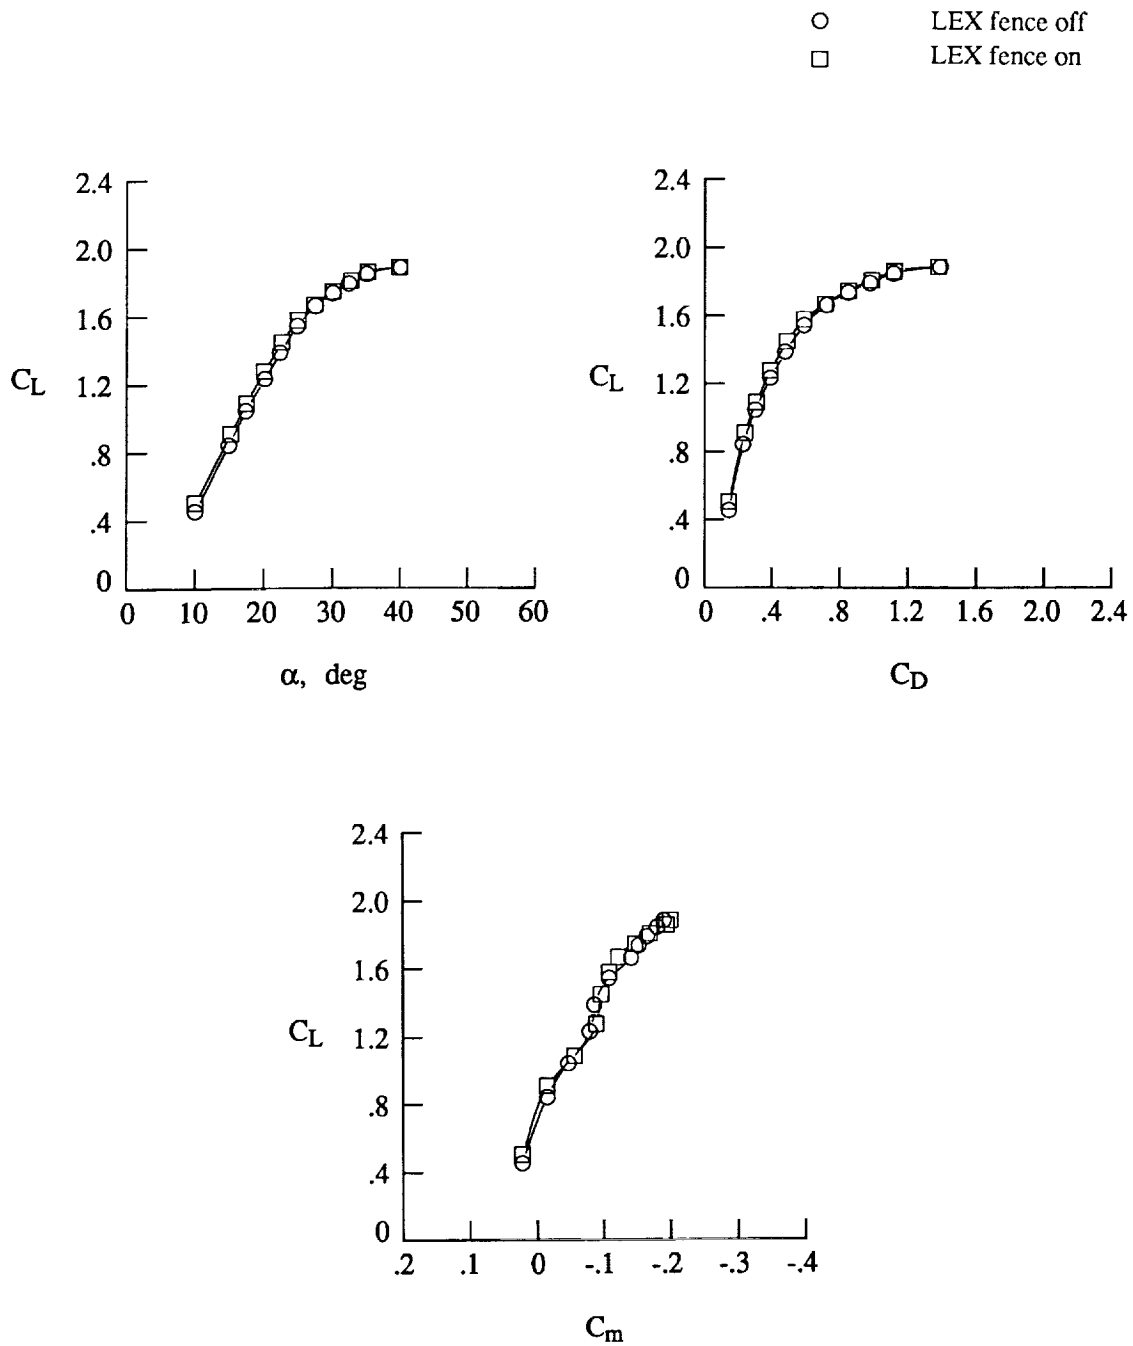 LEX fence off
LEX fence on
2.4
2.0
1.6
C_L 1.2
.8
.4
0
0 10 20 30 40 50 60
α, deg
2.4
2.0
1.6
C_L 1.2
.8
.4
0
0 .4 .8 1.2 1.6 2.0 2.4
C_D
2.4
2.0
1.6
C_L 1.2
.8
.4
0
.2 .1 0 -.1 -.2 -.3 -.4
C_m